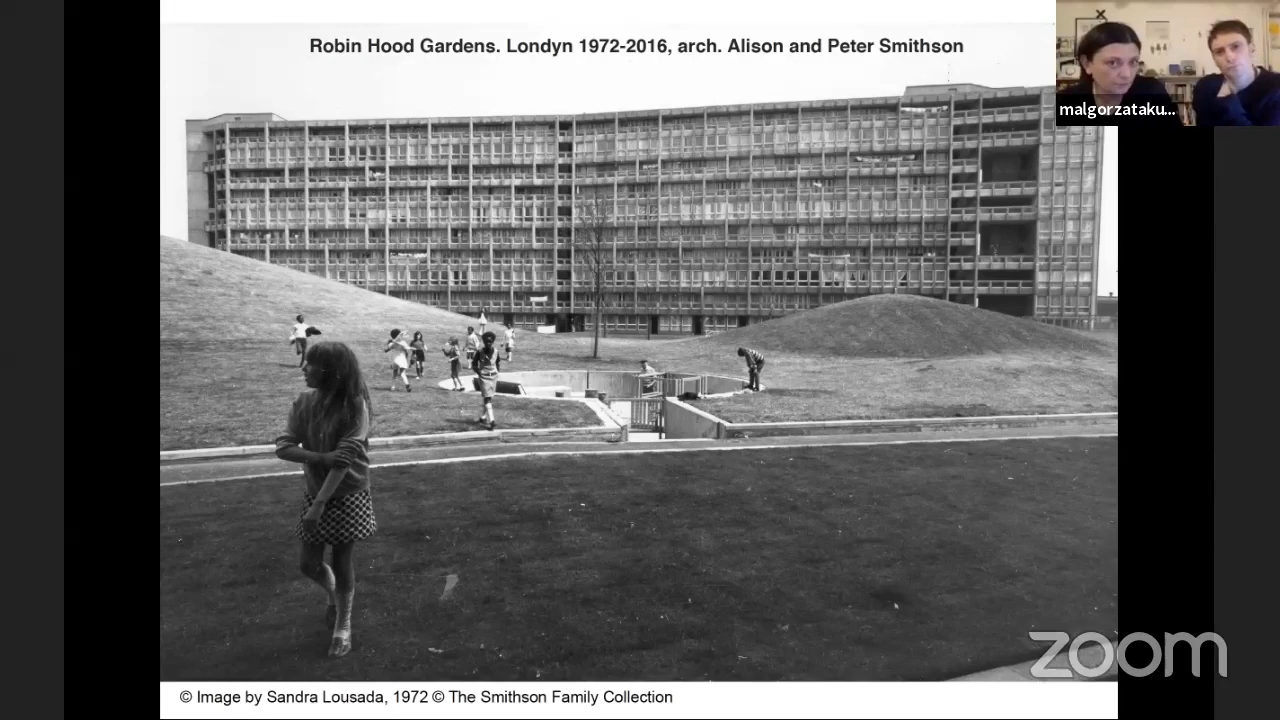 Robin Hood Gardens. Londyn 1972-2016, arch. Alison and Peter Smithson
malgorzataku...
zoom
© Image by Sandra Lousada, 1972 © The Smithson Family Collection